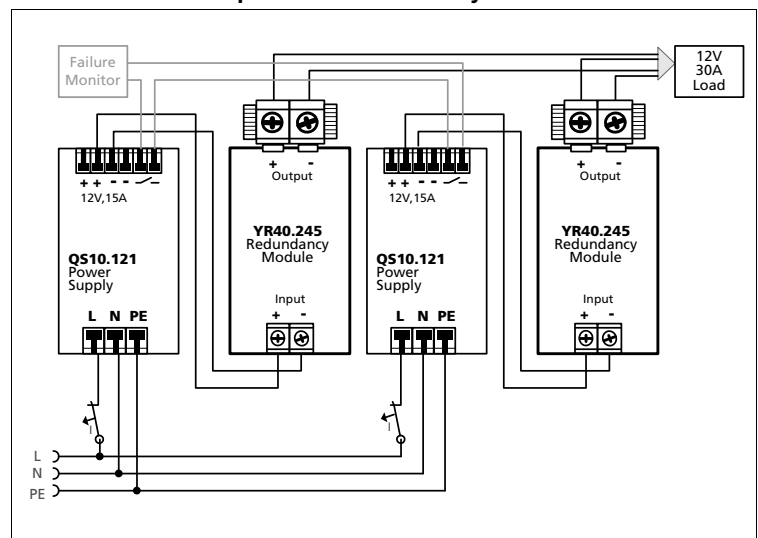 Failure
Monitor
12V
30A
Load
+ -
Output
+ + - -
12V,15A
QS10.121
Power
Supply
L N PE
YR40.245
Redundancy
Module
Input
+ -
+ + - -
12V,15A
QS10.121
Power
Supply
L N PE
+ -
Output
YR40.245
Redundancy
Module
Input
+ -
I
I
L
N
PE